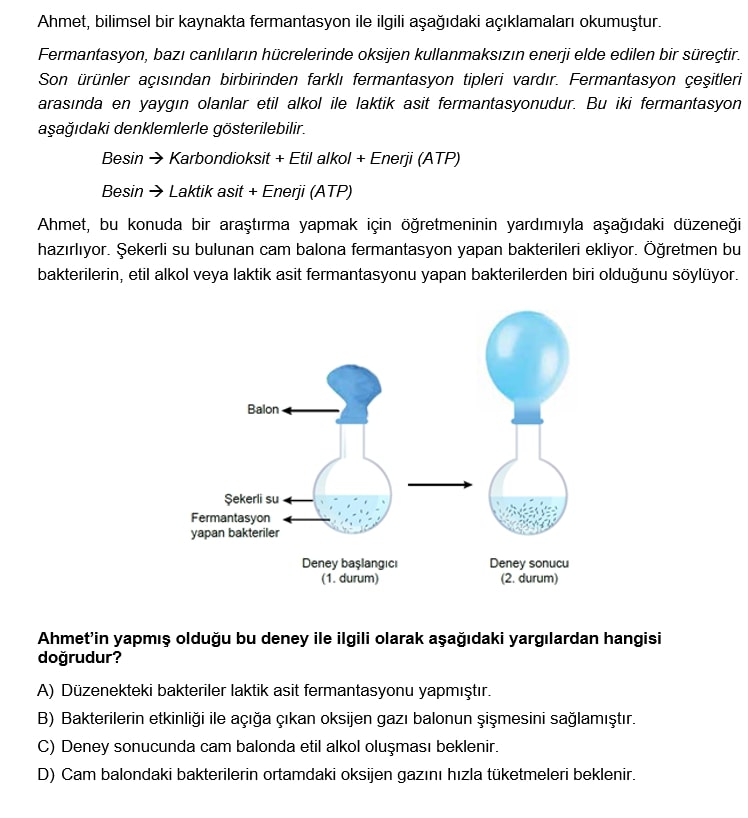 Ahmet, bilimsel bir kaynakta fermantasyon ile ilgili aşağıdaki açıklamaları okumuştur.
Fermantasyon, bazı canlıların hücrelerinde oksijen kullanmaksızın enerji elde edilen bir süreçtir.
Son ürünler açısından birbirinden farklı fermantasyon tipleri vardır. Fermantasyon çeşitleri
arasında en yaygın olanlar etil alkol ile laktik asit fermantasyonudur. Bu iki fermantasyon
aşağıdaki denklemlerle gösterilebilir.
Besin → Karbondioksit + Etil alkol + Enerji (ATP)
Besin → Laktik asit + Enerji (ATP)
Ahmet, bu konuda bir araştırma yapmak için öğretmeninin yardımıyla aşağıdaki düzeneği
hazırlıyor. Şekerli su bulunan cam balona fermantasyon yapan bakterileri ekliyor. Öğretmen bu
bakterilerin, etil alkol veya laktik asit fermantasyonu yapan bakterilerden biri olduğunu söylüyor.
Balon
Şekerli su
Fermantasyon
yapan bakteriler
Deney başlangıcı
(1. durum)
Deney sonucu
(2. durum)
Ahmet'in yapmış olduğu bu deney ile ilgili olarak aşağıdaki yargılardan hangisi
doğrudur?
A) Düzenekteki bakteriler laktik asit fermantasyonu yapmıştır.
B) Bakterilerin etkinliği ile açığa çıkan oksijen gazı balonun şişmesini sağlamıştır.
C) Deney sonucunda cam balonda etil alkol oluşması beklenir.
D) Cam balondaki bakterilerin ortamdaki oksijen gazını hızla tüketmeleri beklenir.